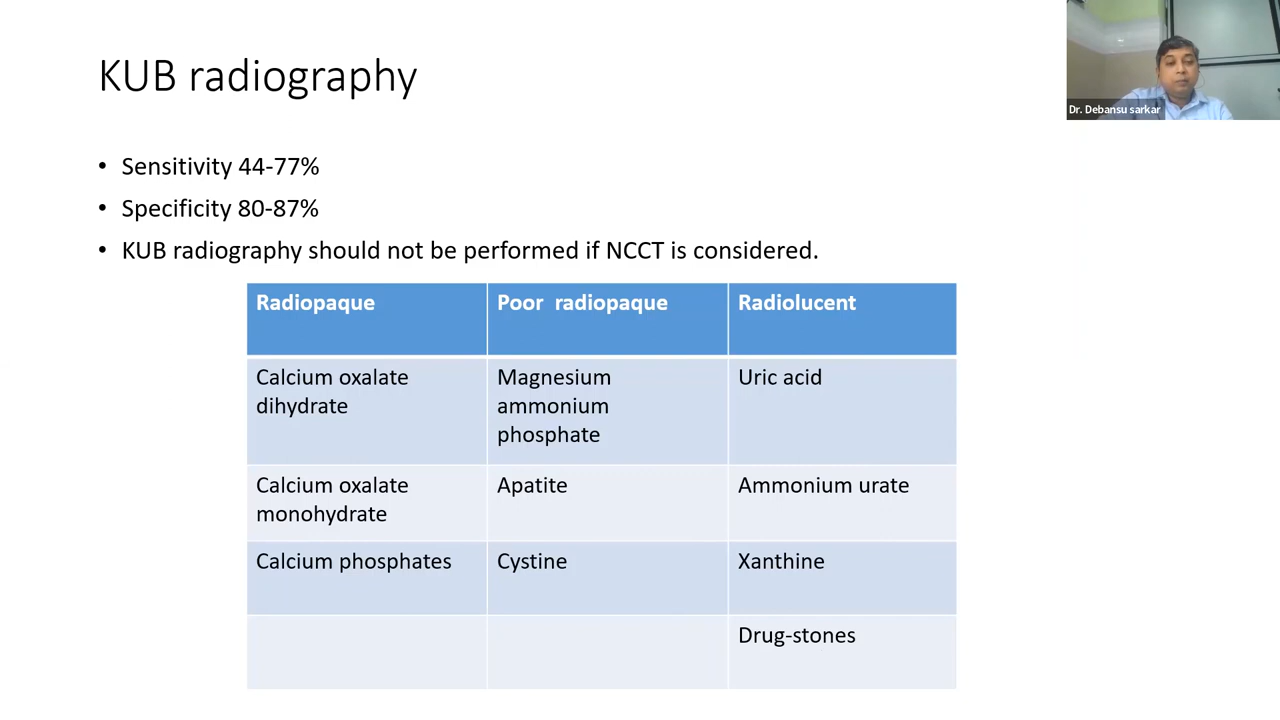 KUB radiography
Dr. Debansu sarkar
• Sensitivity 44-77%
• Specificity 80-87%
• KUB radiography should not be performed if NCCT is considered.
Radiopaque
Poor radiopaque
Radiolucent
Calcium oxalate
dihydrate
Magnesium
ammonium
phosphate
Uric acid
Calcium oxalate
monohydrate
Apatite
Ammonium urate
Calcium phosphates
Cystine
Xanthine
Drug-stones